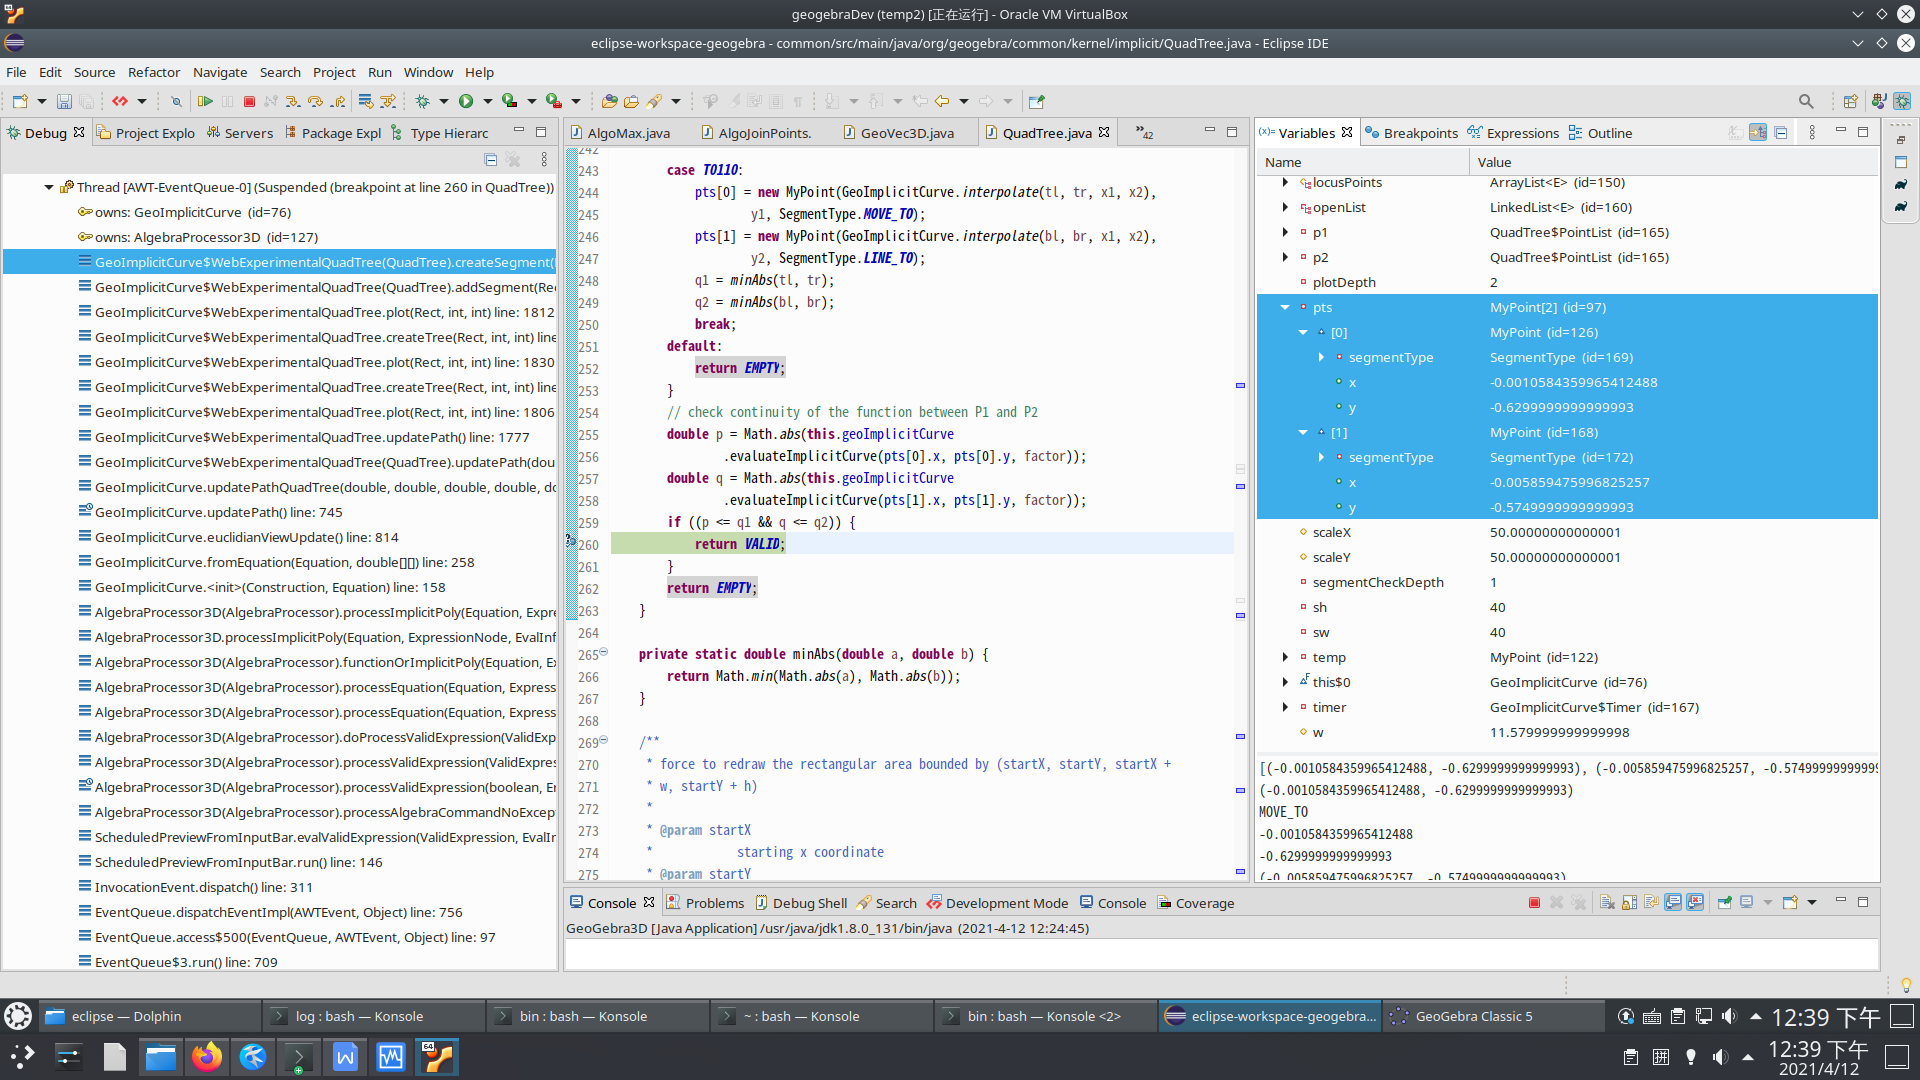 geogebraDev (temp2) [正在运行] - Oracle VM VirtualBox
eclipse-workspace-geogebra - common/src/main/java/org/geogebra/common/kernel/implicit/QuadTree.java - Eclipse IDE
File Edit Source Refactor Navigate Search Project Run Window Help
Debug Project Explo Servers Package Expl Type Hierarc
Thread [AWT-EventQueue-0] (Suspended (breakpoint at line 260 in QuadTree))
owns: GeoImplicitCurve (id=76)
owns: AlgebraProcessor3D (id=127)
GeoImplicitCurve$WebExperimentalQuadTree(QuadTree).createSegment(
GeoImplicitCurve$WebExperimentalQuadTree(QuadTree).addSegment(Re
GeoImplicitCurve$WebExperimentalQuadTree.plot(Rect, int, int) line: 1812
GeoImplicitCurve$WebExperimentalQuadTree.createTree(Rect, int, int) line
GeoImplicitCurve$WebExperimentalQuadTree.plot(Rect, int, int) line: 1830
GeoImplicitCurve$WebExperimentalQuadTree.createTree(Rect, int, int) line
GeoImplicitCurve$WebExperimentalQuadTree.plot(Rect, int, int) line: 1806
GeoImplicitCurve$WebExperimentalQuadTree.updatePath() line: 1777
GeoImplicitCurve$WebExperimentalQuadTree(QuadTree).updatePath(dou
GeoImplicitCurve.updatePathQuadTree(double, double, double, double, dc
GeoImplicitCurve.updatePath() line: 745
GeoImplicitCurve.euclidianViewUpdate() line: 814
GeoImplicitCurve.fromEquation(Equation, double[][]) line: 258
GeoImplicitCurve.<init>(Construction, Equation) line: 158
AlgebraProcessor3D(AlgebraProcessor).processImplicitPoly(Equation, Expre
AlgebraProcessor3D.processImplicitPoly(Equation, ExpressionNode, EvalInf
AlgebraProcessor3D(AlgebraProcessor).functionOrImplicitPoly(Equation, Ex
AlgebraProcessor3D(AlgebraProcessor).processEquation(Equation, Express
AlgebraProcessor3D(AlgebraProcessor).processEquation(Equation, Express
AlgebraProcessor3D(AlgebraProcessor).doProcessValidExpression(ValidExp
AlgebraProcessor3D(AlgebraProcessor).processValidExpression(ValidExpres
AlgebraProcessor3D(AlgebraProcessor).processValidExpression(boolean, Er
AlgebraProcessor3D(AlgebraProcessor).processAlgebraCommandNoExcep
ScheduledPreviewFromInputBar.evalValidExpression(ValidExpression, EvalIr
ScheduledPreviewFromInputBar.run() line: 146
InvocationEvent.dispatch() line: 311
EventQueue.dispatchEventImpl(AWTEvent, Object) line: 756
EventQueue.access$500(EventQueue, AWTEvent, Object) line: 97
EventQueue$3.run() line: 709
AlgoMax.java AlgoJoinPoints. GeoVec3D.java QuadTree.java »42
242
243 case T0110:
244 pts[0] = new MyPoint(GeoImplicitCurve.interpolate(tl, tr, x1, x2),
245 y1, SegmentType.MOVE_TO);
246 pts[1] = new MyPoint(GeoImplicitCurve.interpolate(bl, br, x1, x2),
247 y2, SegmentType.LINE_TO);
248 q1 = minAbs(tl, tr);
249 q2 = minAbs(bl, br);
250 break;
251 default:
252 return EMPTY;
253 }
254 // check continuity of the function between P1 and P2
255 double p = Math.abs(this.geoImplicitCurve
256 .evaluateImplicitCurve(pts[0].x, pts[0].y, factor));
257 double q = Math.abs(this.geoImplicitCurve
258 .evaluateImplicitCurve(pts[1].x, pts[1].y, factor));
259 if ((p <= q1 && q <= q2)) {
260 return VALID;
261 }
262 return EMPTY;
263 }
264
265 private static double minAbs(double a, double b) {
266 return Math.min(Math.abs(a), Math.abs(b));
267 }
268
269 /**
270 * force to redraw the rectangular area bounded by (startX, startY, startX +
271 * w, startY + h)
272 *
273 * @param startX
274 * starting x coordinate
275 * @param startY
Variables Breakpoints Expressions Outline
Name Value
locusPoints ArrayList<E> (id=150)
openList LinkedList<E> (id=160)
p1 QuadTree$PointList (id=165)
p2 QuadTree$PointList (id=165)
plotDepth 2
pts MyPoint[2] (id=97)
[0] MyPoint (id=126)
segmentType SegmentType (id=169)
x -0.0010584359965412488
y -0.6299999999999993
[1] MyPoint (id=168)
segmentType SegmentType (id=172)
x -0.005859475996825257
y -0.5749999999999993
scaleX 50.00000000000001
scaleY 50.00000000000001
segmentCheckDepth 1
sh 40
sw 40
temp MyPoint (id=122)
this$0 GeoImplicitCurve (id=76)
timer GeoImplicitCurve$Timer (id=167)
w 11.579999999999998
[(-0.0010584359965412488, -0.6299999999999993), (-0.005859475996825257, -0.5749999999999
(-0.0010584359965412488, -0.6299999999999993)
MOVE_TO
-0.0010584359965412488
-0.6299999999999993
(-0.005859475996825257, -0.5749999999999993)
Console Problems Debug Shell Search Development Mode Console Coverage
GeoGebra3D [Java Application] /usr/java/jdk1.8.0_131/bin/java (2021-4-12 12:24:45)
eclipse — Dolphin log : bash — Konsole bin : bash — Konsole ~ : bash — Konsole bin : bash — Konsole <2> eclipse-workspace-geogebra... GeoGebra Classic 5 12:39 下午
64 拼 12:39 下午
2021/4/12